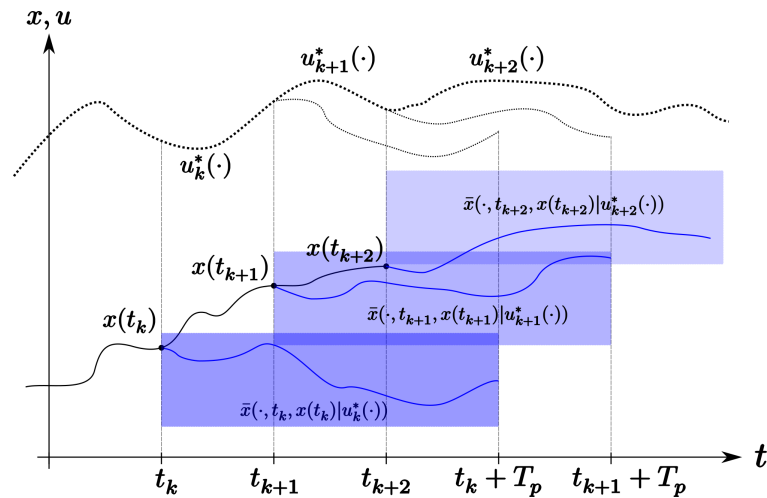 x, u
u*ₖ₊₁(·)
u*ₖ₊₂(·)
u*ₖ(·)
x̄(·, tₖ₊₂, x(tₖ₊₂)|u*ₖ₊₂(·))
x(tₖ₊₂)
x(tₖ₊₁)
x(tₖ)
x̄(·, tₖ₊₁, x(tₖ₊₁)|u*ₖ₊₁(·))
x̄(·, tₖ, x(tₖ)|u*ₖ(·))
tₖ tₖ₊₁ tₖ₊₂ tₖ + Tₚ tₖ₊₁ + Tₚ t